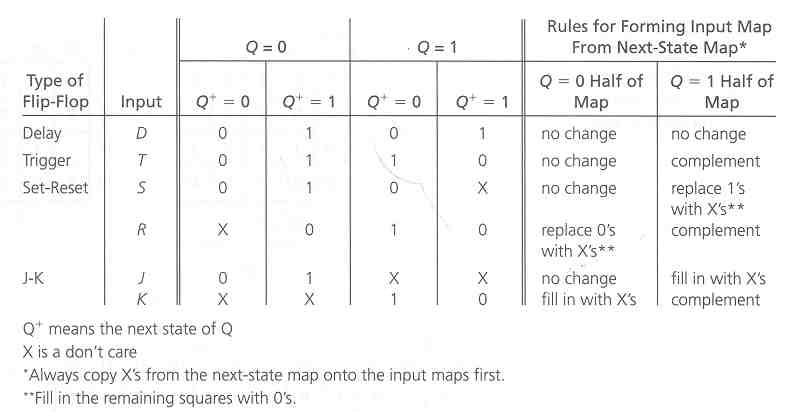 Rules for Forming Input Map
Q = 0 Q = 1 From Next-State Map*
Type of Q = 0 Half of Q = 1 Half of
Flip-Flop Input Q+ = 0 Q+ = 1 Q+ = 0 Q+ = 1 Map Map
Delay D 0 1 0 1 no change no change
Trigger T 0 1 1 0 no change complement
Set-Reset S 0 1 0 X no change replace 1's
with X's**
R X 0 1 0 replace 0's complement
with X's**
J-K J 0 1 X X no change fill in with X's
K X X 1 0 fill in with X's complement
Q+ means the next state of Q
X is a don't care
*Always copy X's from the next-state map onto the input maps first.
**Fill in the remaining squares with 0's.